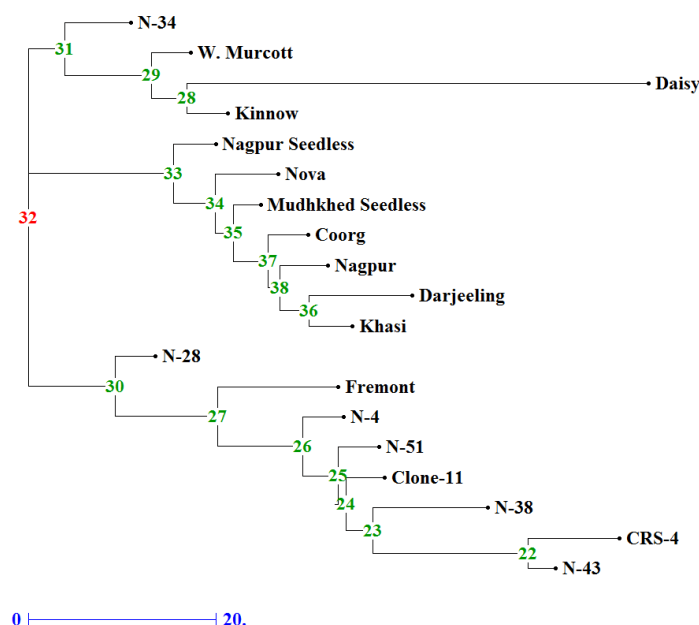 N-34
31
W. Murcott
29
Daisy
28
Kinnow
Nagpur Seedless
33
Nova
34
Mudhkhed Seedless
32
35
Coorg
37
Nagpur
38
Darjeeling
36
Khasi
N-28
30
Fremont
27
N-4
26
N-51
25
Clone-11
24
N-38
23
CRS-4
22
N-43
0 20.